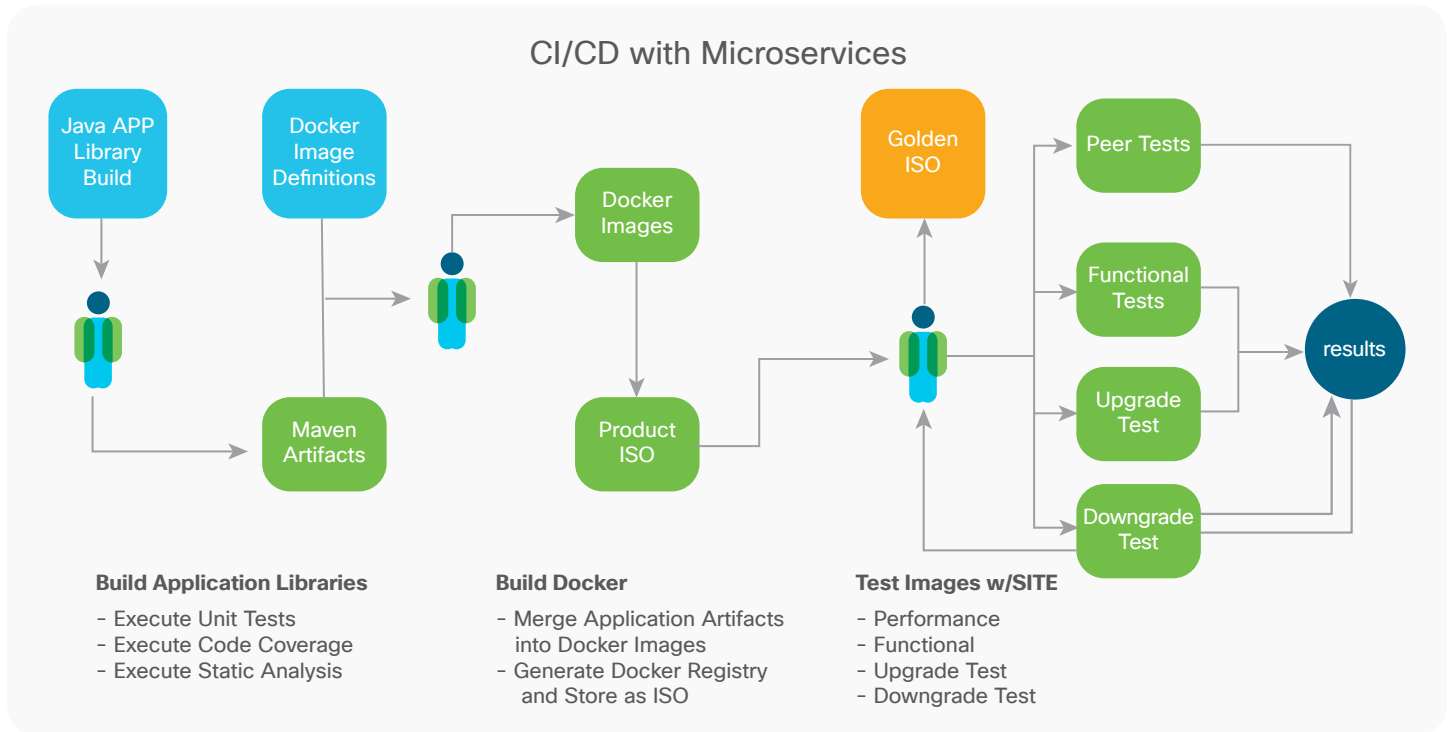 CI/CD with Microservices
Java APP
Library
Build
Docker
Image
Definitions
Maven
Artifacts
Docker
Images
Product
ISO
Golden
ISO
Peer Tests
Functional
Tests
Upgrade
Test
Downgrade
Test
results
Build Application Libraries
- Execute Unit Tests
- Execute Code Coverage
- Execute Static Analysis
Build Docker
- Merge Application Artifacts
into Docker Images
- Generate Docker Registry
and Store as ISO
Test Images w/SITE
- Performance
- Functional
- Upgrade Test
- Downgrade Test